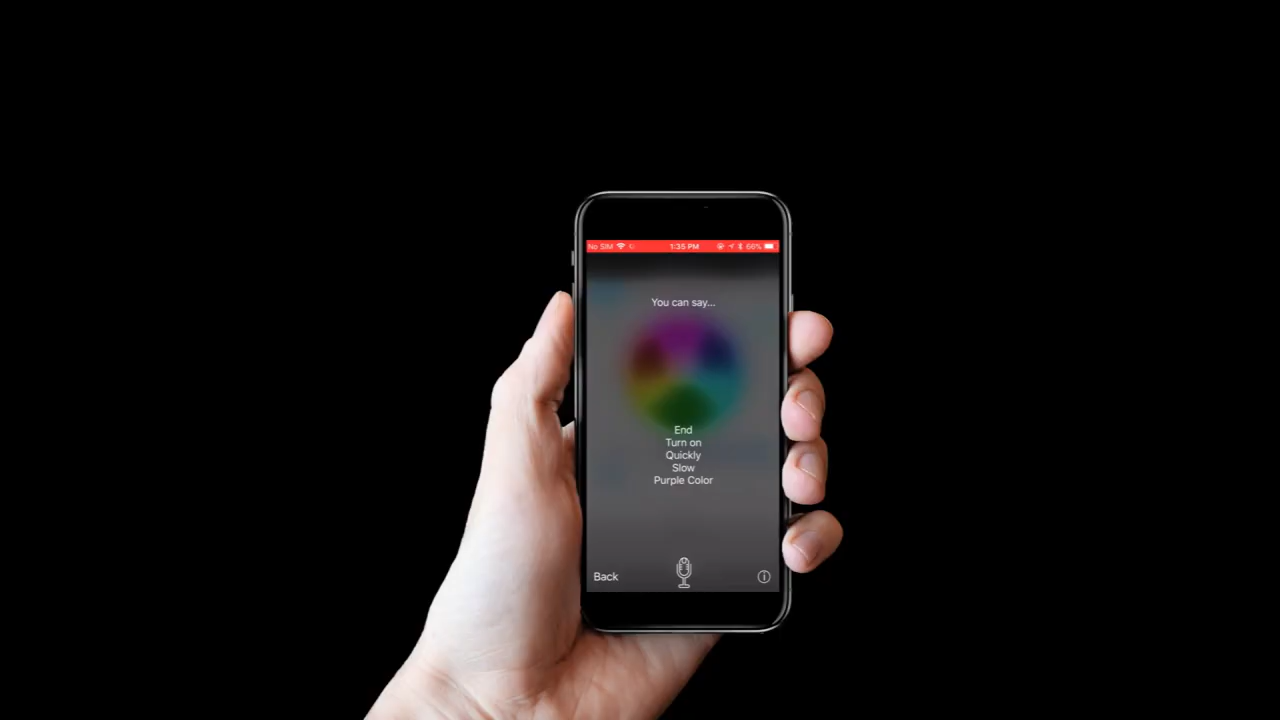 No SIM 1:35 PM 66%
You can say...
End
Turn on
Quickly
Slow
Purple Color
Back